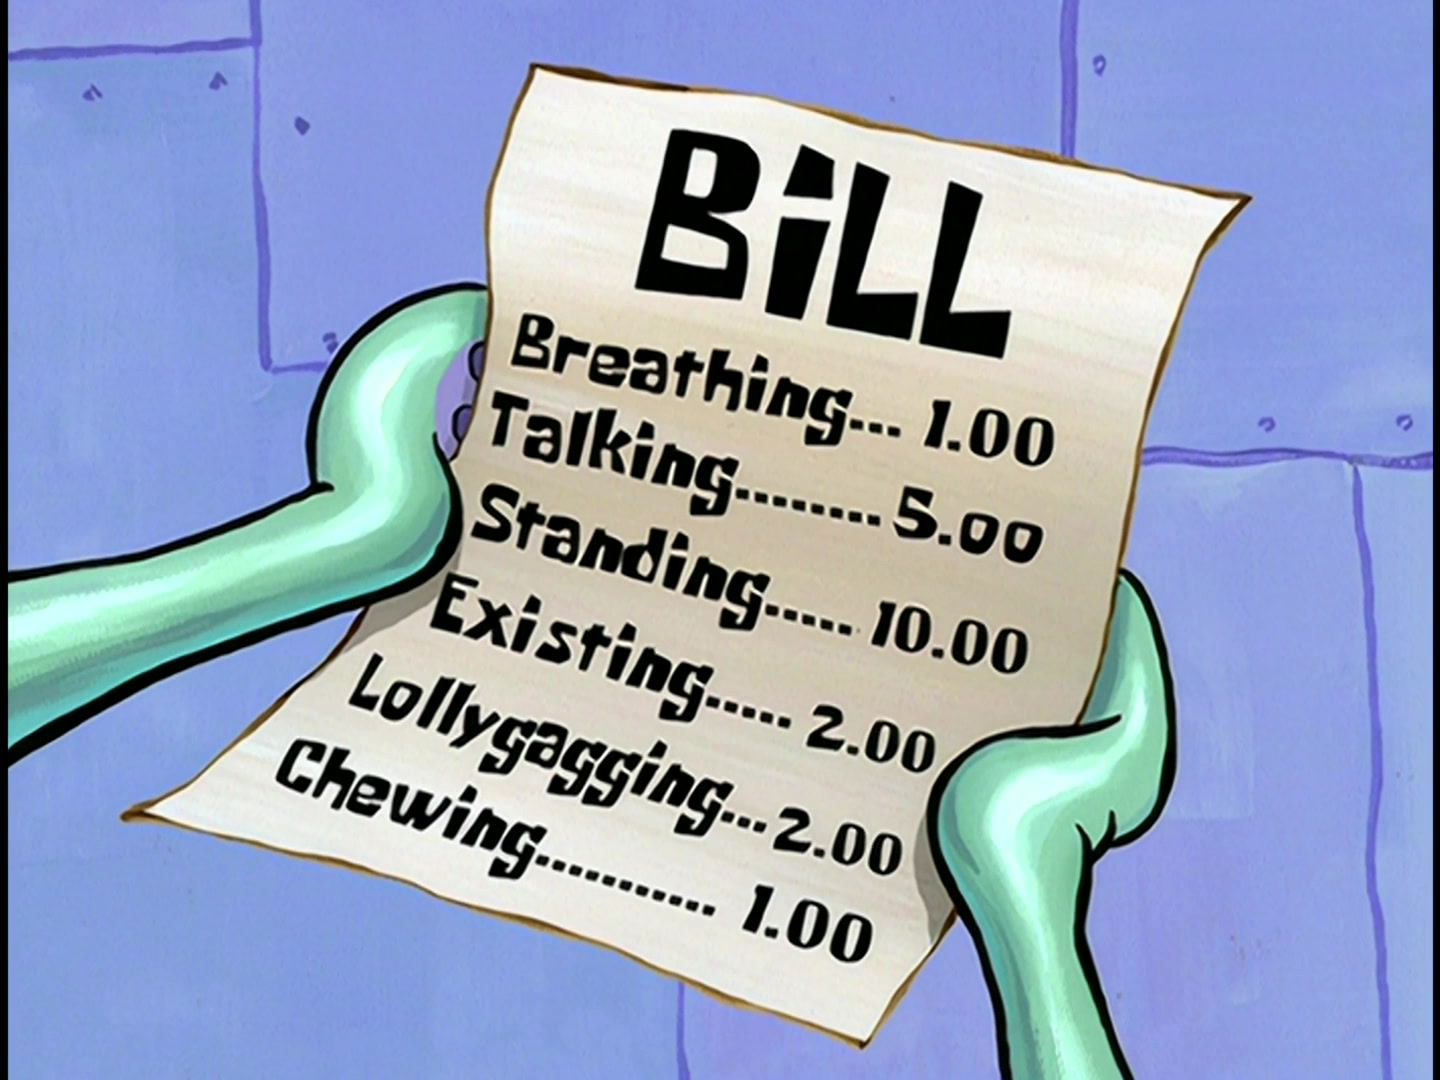 BiLL
Breathing... 1.00
Talking......... 5.00
Standing..... 10.00
Existing..... 2.00
Lollygagging...2.00
Chewing........... 1.00